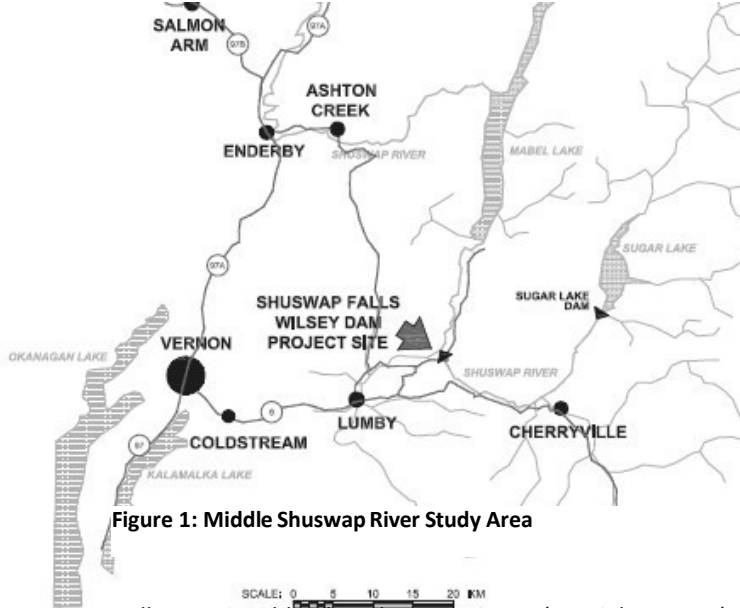 SALMON
ARM
97B
97A
ASHTON
CREEK
ENDERBY
SHUSWAP RIVER
MABEL LAKE
97A
SUGAR LAKE
SUGAR LAKE
DAM
SHUSWAP FALLS
WILSEY DAM
PROJECT SITE
VERNON
OKANAGAN LAKE
SHUSWAP RIVER
6
LUMBY
CHERRYVILLE
COLDSTREAM
97
KALAMALKA LAKE
Figure 1: Middle Shuswap River Study Area
SCALE: 0 5 10 15 20 KM